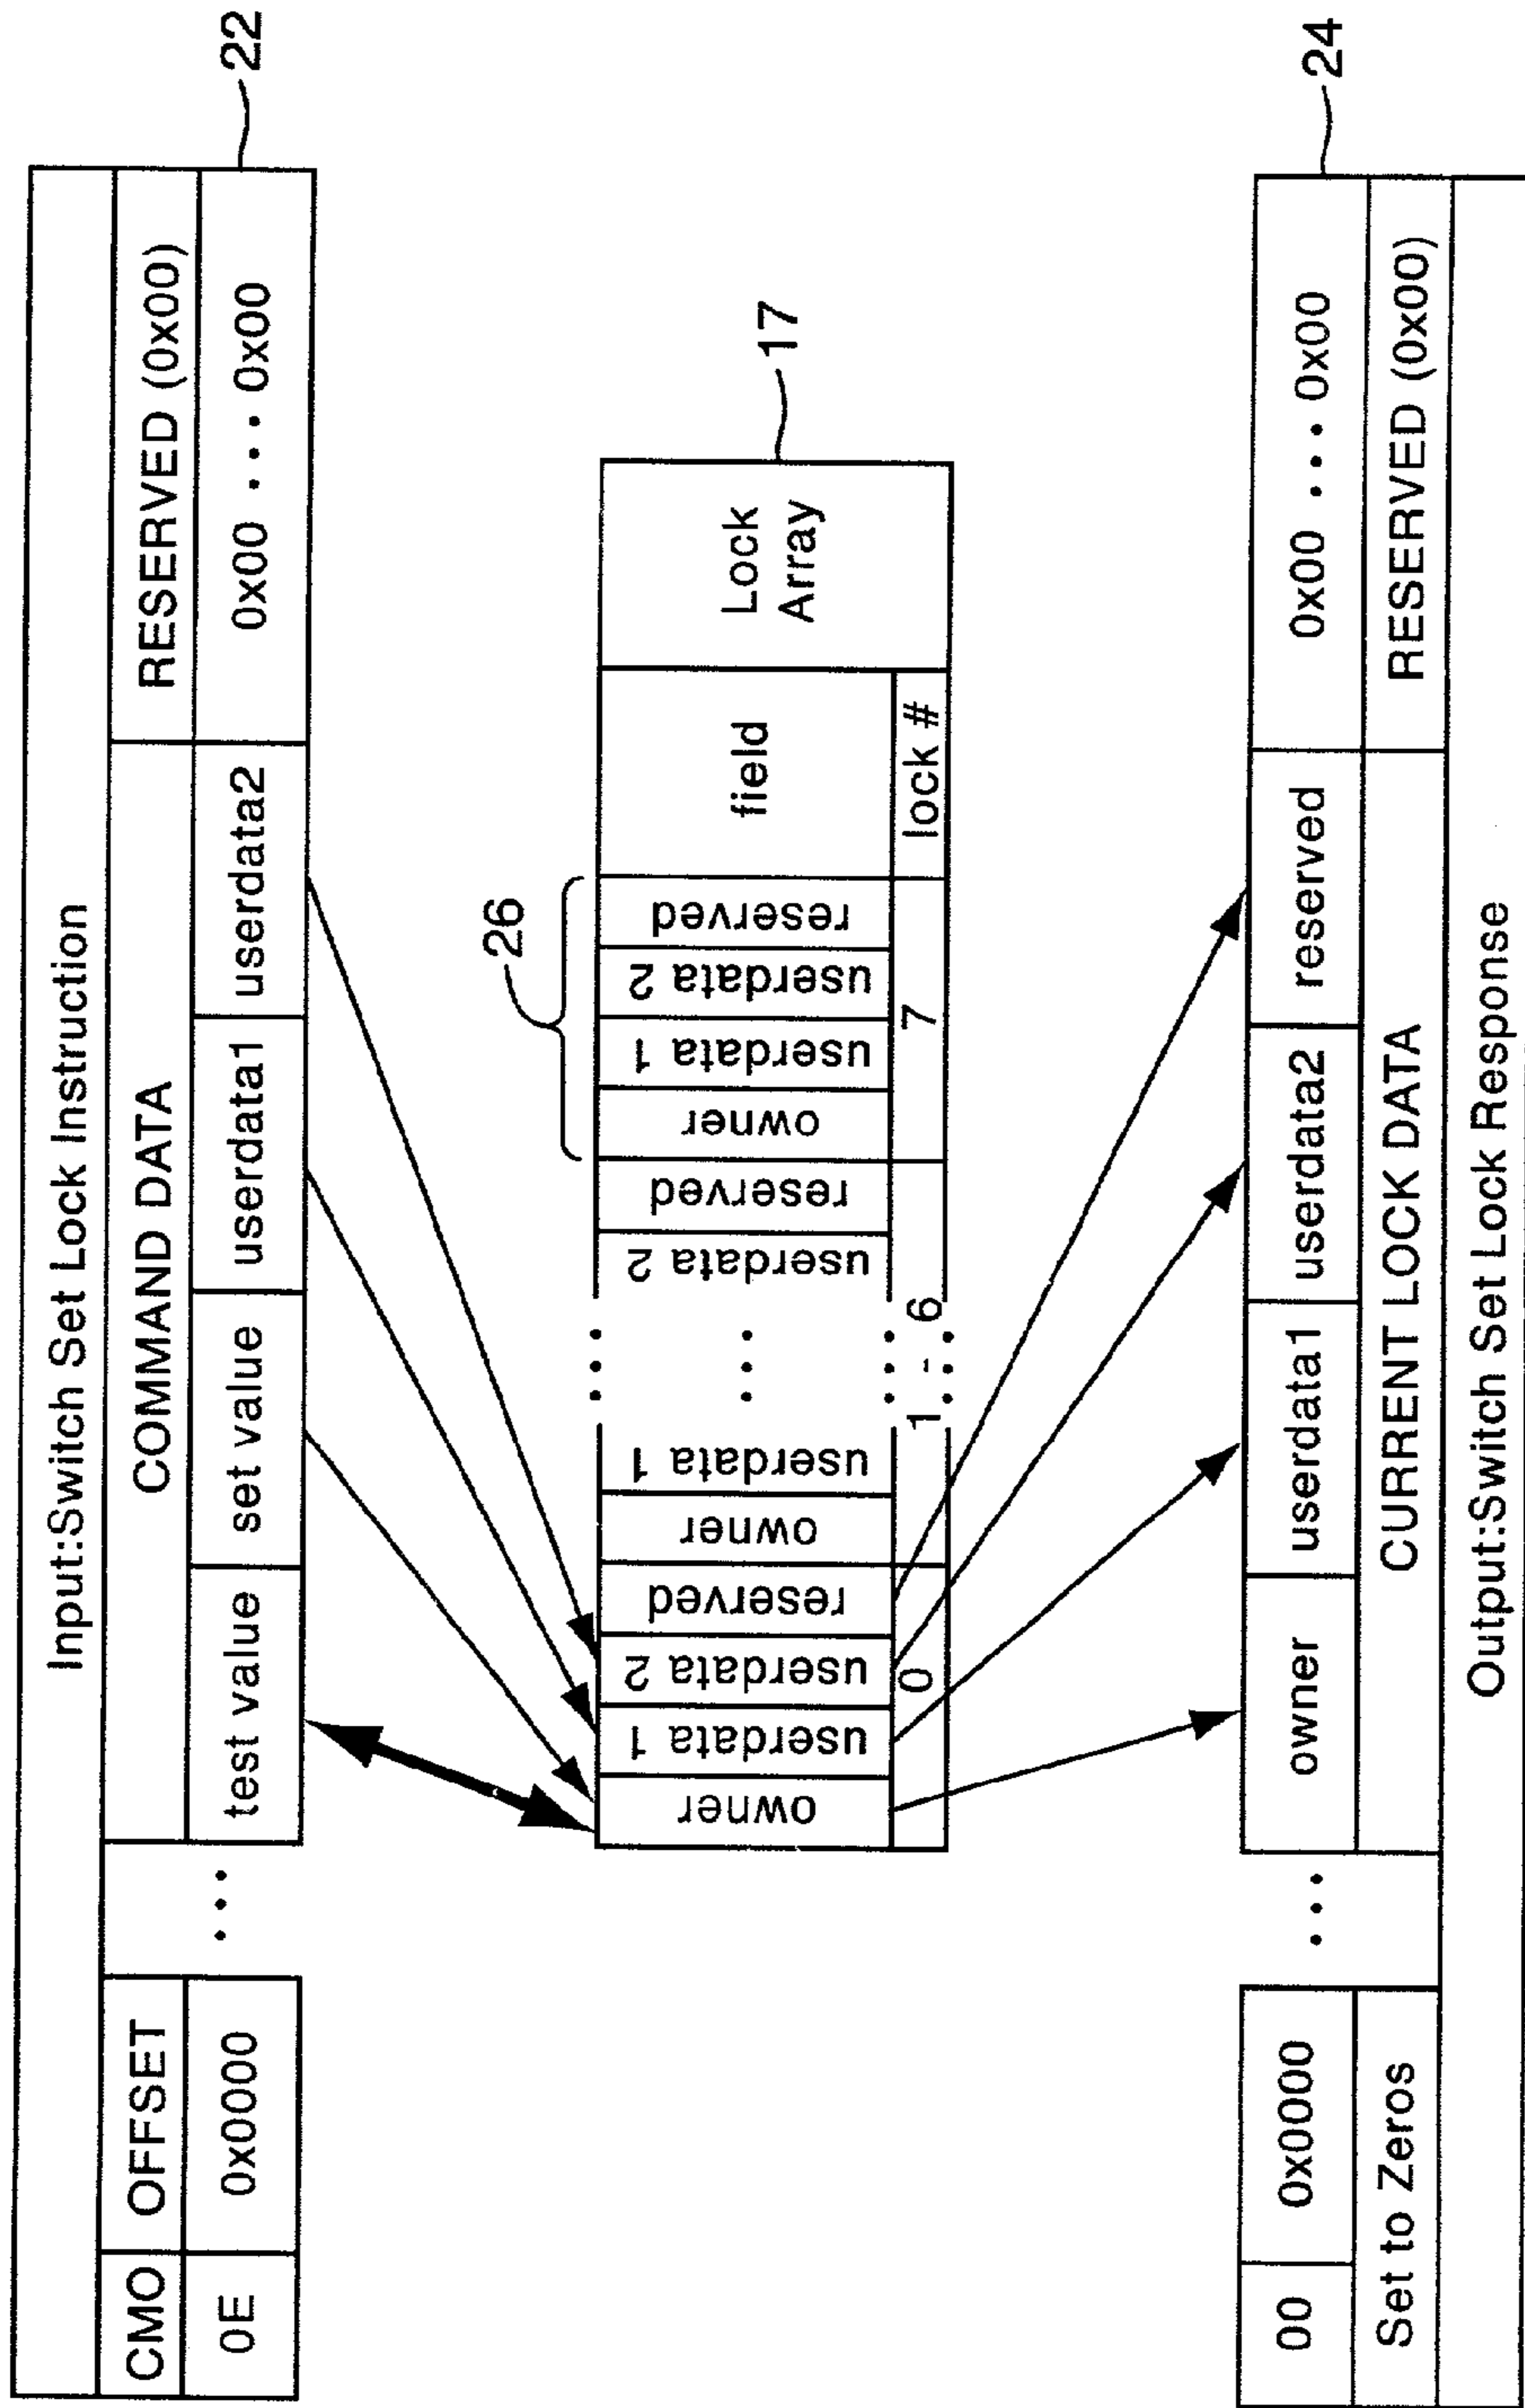 Input:Switch Set Lock Instruction
CMO OFFSET ... COMMAND DATA RESERVED (0x00)
0E 0x0000 test value set value userdata1 userdata2 0x00 ... 0x00 22
26
owner userdata 1 userdata 2 reserved owner userdata 1 ... userdata 2 reserved owner userdata 1 userdata 2 reserved field Lock Array 17
0 1 - 6 7 lock #
00 0x0000 ... owner userdata1 userdata2 reserved 0x00 ... 0x00 24
Set to Zeros CURRENT LOCK DATA RESERVED (0x00)
Output:Switch Set Lock Response